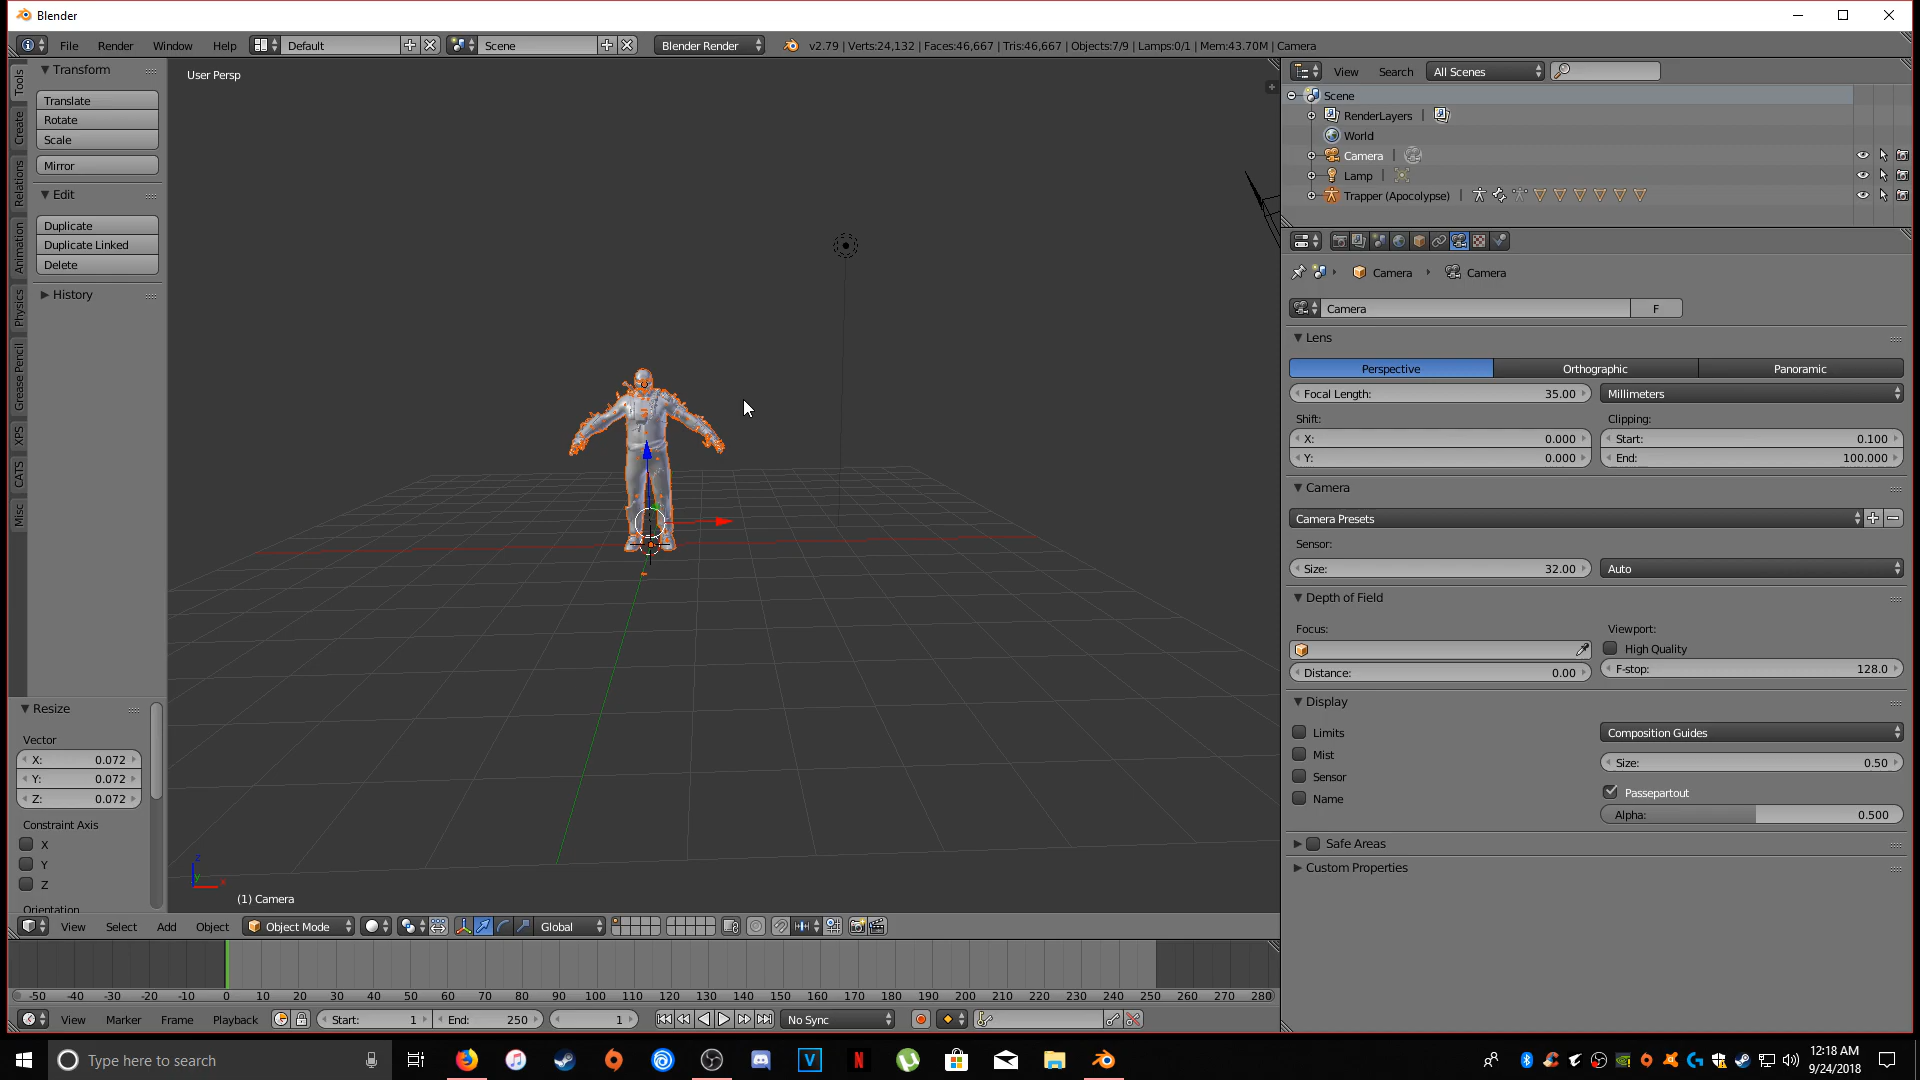 Blender
File Render Window Help Default Scene Blender Render v2.79 | Verts:24,132 | Faces:46,667 | Tris:46,667 | Objects:7/9 | Lamps:0/1 | Mem:43.70M | Camera
Tools
Create
Relations
Animation
Physics
Grease Pencil
XPS
CATS
Misc
Transform
Translate
Rotate
Scale
Mirror
Edit
Duplicate
Duplicate Linked
Delete
History
Resize
Vector
X: 0.072
Y: 0.072
Z: 0.072
Constraint Axis
X
Y
Z
Orientation
User Persp
z
y
x
(1) Camera
View Select Add Object Object Mode Global
-50 -40 -30 -20 -10 0 10 20 30 40 50 60 70 80 90 100 110 120 130 140 150 160 170 180 190 200 210 220 230 240 250 260 270 280
View Marker Frame Playback Start: 1 End: 250 1 No Sync
View Search All Scenes
Scene
RenderLayers |
World
Camera |
Lamp |
Trapper (Apocolypse) |
Camera Camera
Camera F
Lens
Perspective Orthographic Panoramic
Focal Length: 35.00 Millimeters
Shift: Clipping:
X: 0.000 Start: 0.100
Y: 0.000 End: 100.000
Camera
Camera Presets
Sensor:
Size: 32.00 Auto
Depth of Field
Focus: Viewport:
High Quality
Distance: 0.00 F-stop: 128.0
Display
Limits Composition Guides
Mist Size: 0.50
Sensor
Passepartout
Name
Alpha: 0.500
Safe Areas
Custom Properties
Type here to search
V
N
12:18 AM
9/24/2018